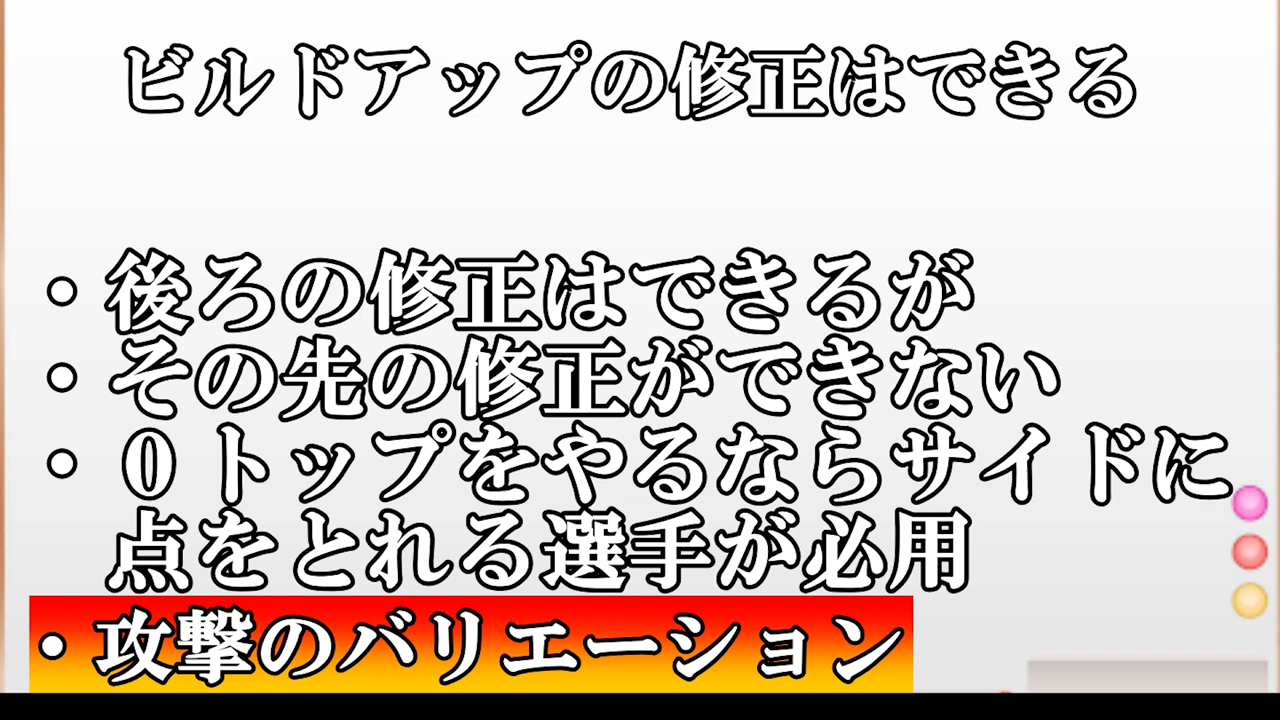 ビルドアップの修正はできる
・後ろの修正はできるが
・その先の修正ができない
・０トップをやるならサイドに
点をとれる選手が必用
・攻撃のバリエーション